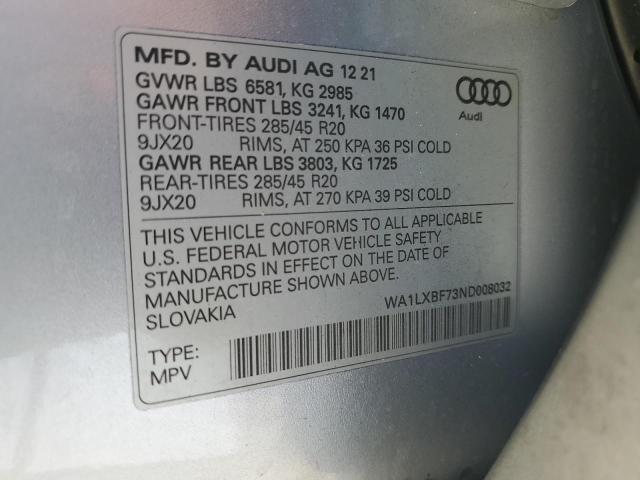 MFD. BY AUDI AG 12 21
GVWR LBS 6581, KG 2985
GAWR FRONT LBS 3241, KG 1470
FRONT-TIRES 285/45 R20
9JX20 RIMS, AT 250 KPA 36 PSI COLD
GAWR REAR LBS 3803, KG 1725
REAR-TIRES 285/45 R20
9JX20 RIMS, AT 270 KPA 39 PSI COLD
Audi
THIS VEHICLE CONFORMS TO ALL APPLICABLE
U.S. FEDERAL MOTOR VEHICLE SAFETY
STANDARDS IN EFFECT ON THE DATE OF
MANUFACTURE SHOWN ABOVE.
SLOVAKIA
WA1LXBF73ND008032
TYPE:
MPV